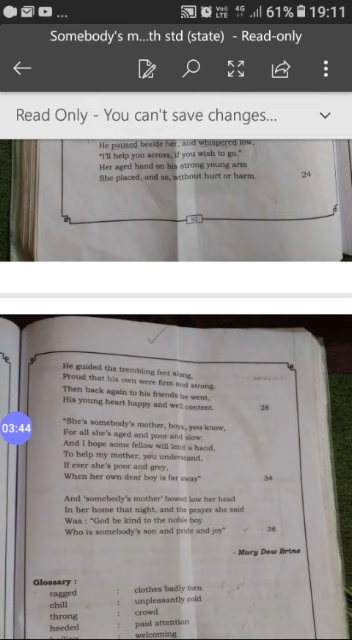 Voll 4G
LTE 61% 19:11
Somebody's m...th std (state) - Read-only
Read Only - You can't save changes...
He paused beside her, and whispered low,
"I'll help you across, if you wish to go."
Her aged hand on his strong young arm
She placed, and so, without hurt or harm. 24
92
He guided the trembling feet along,
Proud that his own were firm and strong.
Then back again to his friends he went,
His young heart happy and well content. 28
03:44
"She's somebody's mother, boys, you know,
For all she's aged and poor and slow;
And I hope some fellow will lend a hand,
To help my mother, you understand,
If ever she's poor and grey,
When her own dear boy is far away" 34
And 'somebody's mother' bowed low her head
In her home that night, and the prayer she said
Was : "God be kind to the noble boy
Who is somebody's son and pride and joy" 38
- Mary Dow Brine
Glossary :
ragged : clothes badly torn
chill : unpleasantly cold
throng : crowd
heeded : paid attention
welcoming